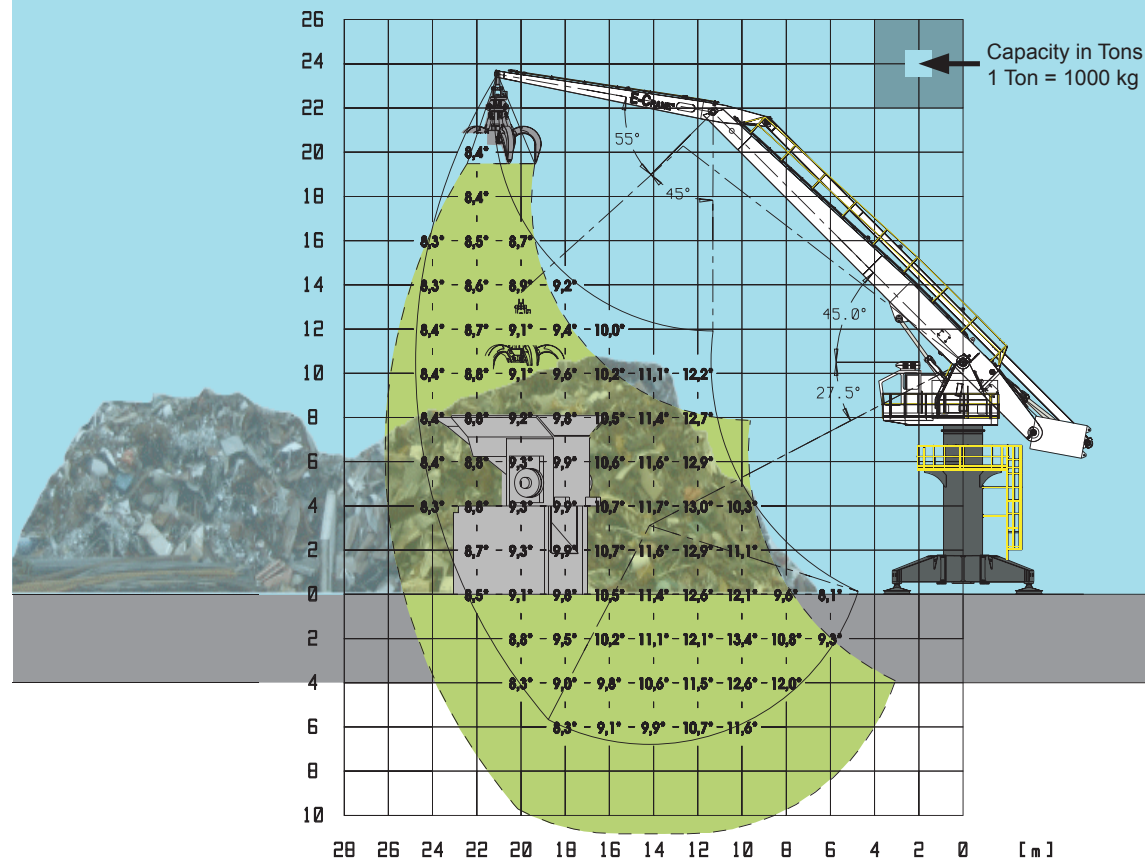 26
24
Capacity in Tons
1 Ton = 1000 kg
22
E-Crane
55°
20
8,4°
18
8,4°
45°
16
8,3° 8,5° 8,7°
14
8,3° 8,6° 8,9° 9,2°
45.0°
12
8,4° 8,7° 9,1° 9,4° 10,0°
10
8,4° 8,8° 9,1° 9,6° 10,2° 11,1° 12,2°
27.5°
8
8,4° 8,8° 9,2° 9,8° 10,5° 11,4° 12,7°
6
8,4° 8,8° 9,3° 9,9° 10,6° 11,6° 12,9°
4
8,3° 8,8° 9,3° 9,9° 10,7° 11,7° 13,0° 10,3°
2
8,7° 9,3° 9,9° 10,7° 11,6° 12,9° 11,1°
0
8,5° 9,1° 9,8° 10,5° 11,4° 12,6° 12,1° 9,6° 8,1°
2
8,8° 9,5° 10,2° 11,1° 12,1° 13,4° 10,8° 9,3°
4
8,3° 9,0° 9,8° 10,6° 11,5° 12,6° 12,0°
6
8,3° 9,1° 9,9° 10,7° 11,6°
8
10
28 26 24 22 20 18 16 14 12 10 8 6 4 2 0 [m]